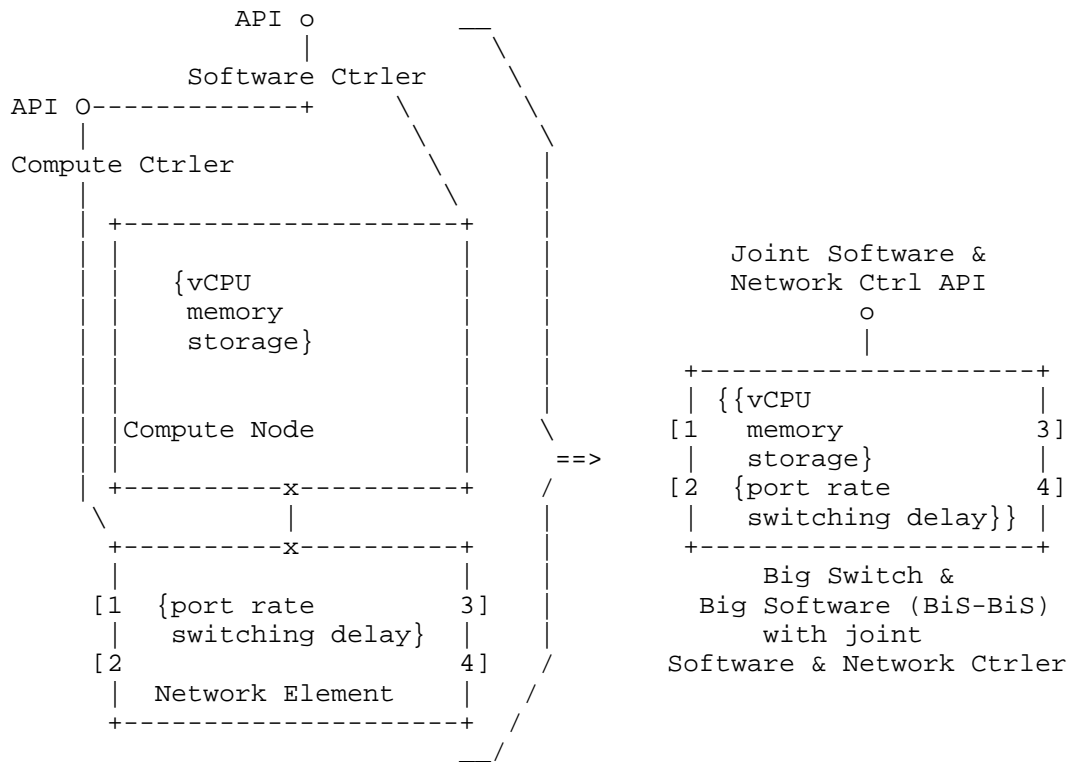 API o
Software Ctrler
API O
Compute Ctrler
{vCPU
memory
storage}
Compute Node
x
x
[1 {port rate 3]
switching delay}
[2 4]
Network Element
==>
Joint Software &
Network Ctrl API
o
{{vCPU
[1 memory 3]
storage}
[2 {port rate 4]
switching delay}}
Big Switch &
Big Software (BiS-BiS)
with joint
Software & Network Ctrler